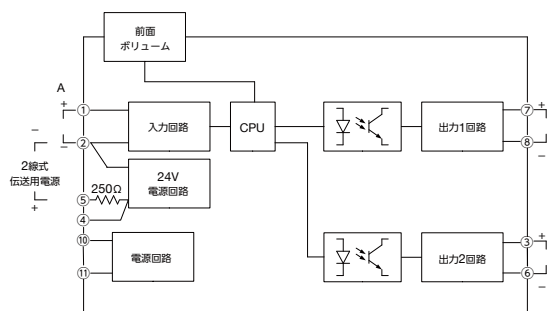 前面
ボリューム
A
+
①
入力回路
CPU
出力1回路
⑦
+
−
②
−
⑧
−
2線式
伝送用電源
24V
電源回路
250Ω
+
⑤
④
⑩
電源回路
⑪
出力2回路
③
+
⑥
−